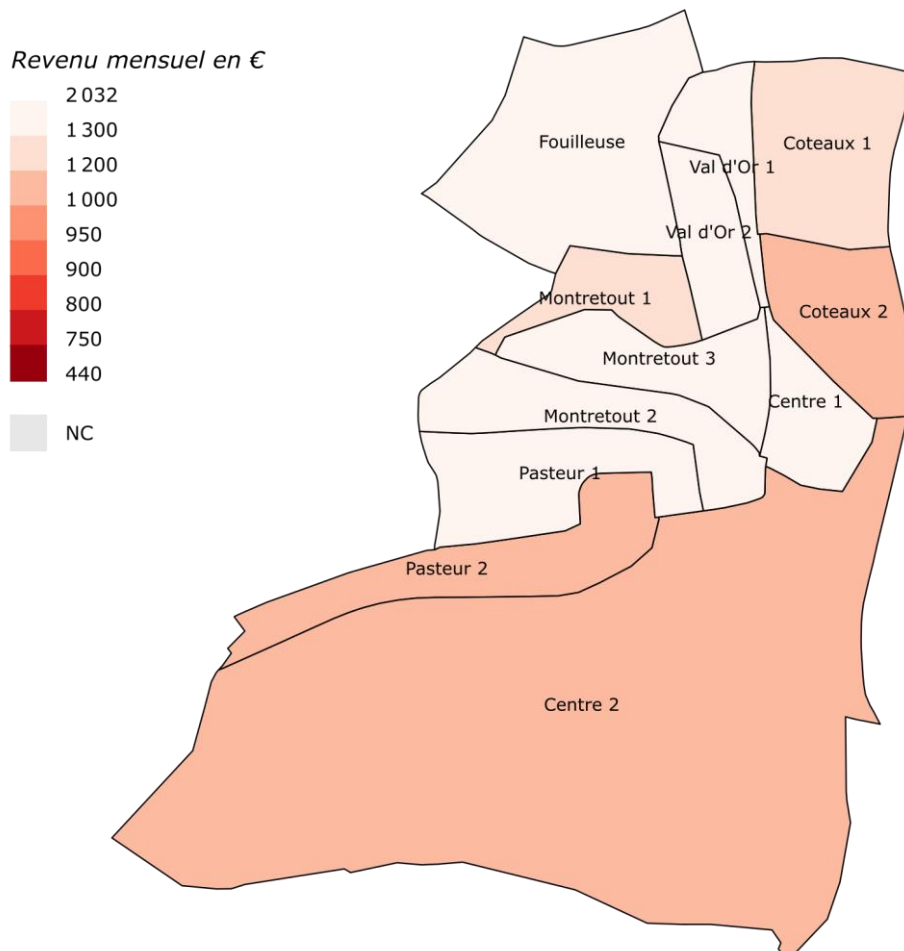 Revenu mensuel en €
2 032
1 300
1 200
1 000
950
900
800
750
440
NC
Fouilleuse
Coteaux 1
Val d'Or 1
Val d'Or 2
Montretout 1
Coteaux 2
Montretout 3
Centre 1
Montretout 2
Pasteur 1
Pasteur 2
Centre 2